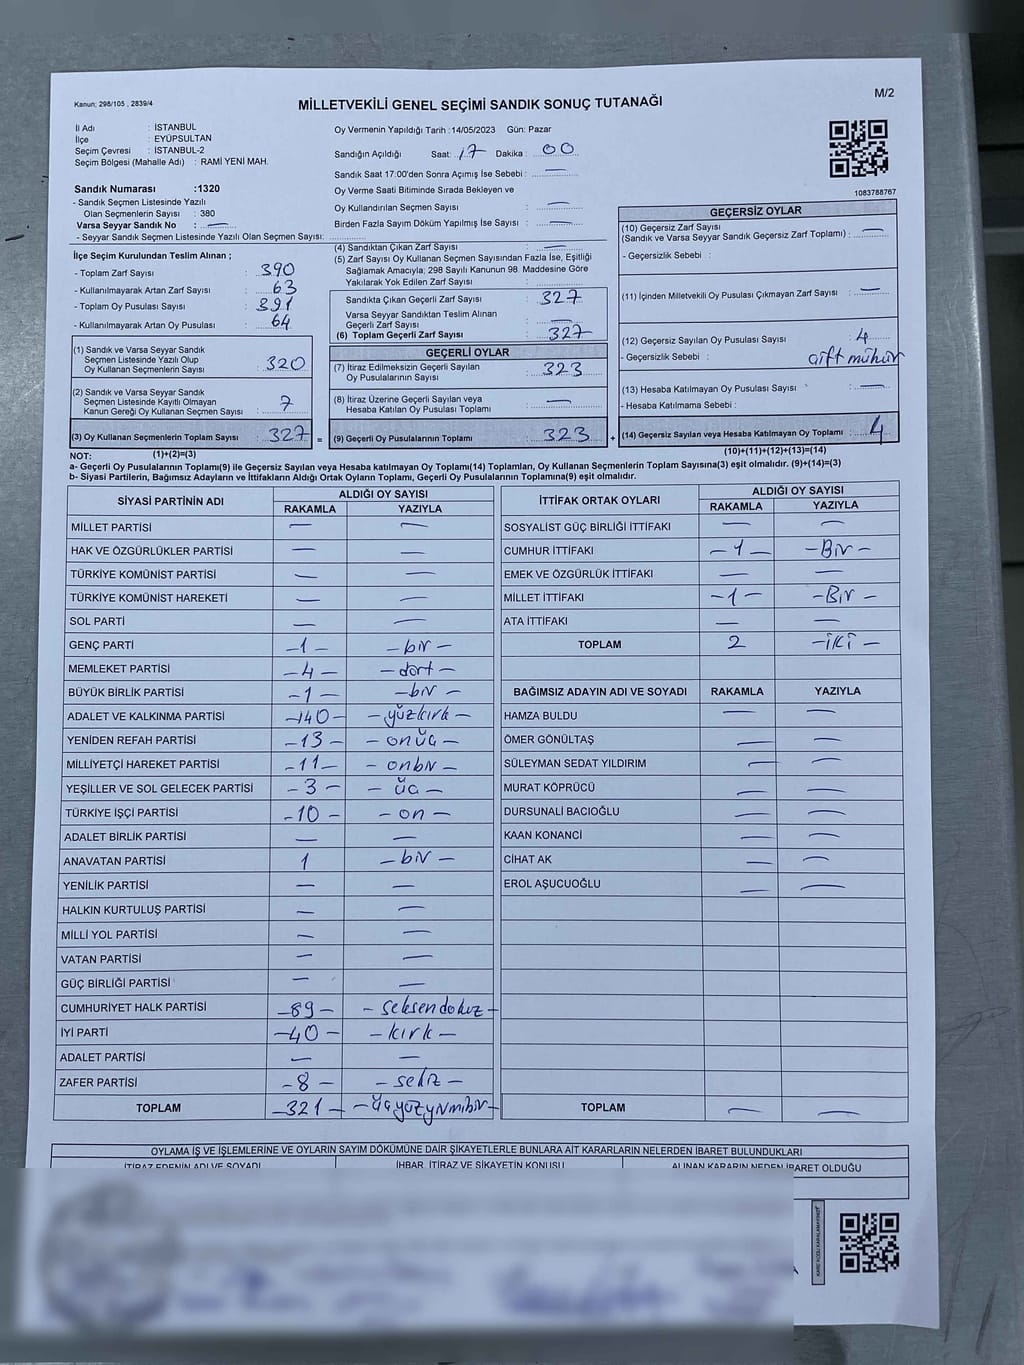 Kanun; 298/105 , 2839/4
MİLLETVEKİLİ GENEL SEÇİMİ SANDIK SONUÇ TUTANAĞI
M/2
İl Adı : İSTANBUL
İlçe : EYÜPSULTAN
Seçim Çevresi : İSTANBUL-2
Seçim Bölgesi (Mahalle Adı) : RAMİ YENİ MAH.
Sandık Numarası :1320
- Sandık Seçmen Listesinde Yazılı
Olan Seçmenlerin Sayısı : 380
Varsa Seyyar Sandık No : —
- Seyyar Sandık Seçmen Listesinde Yazılı Olan Seçmen Sayısı:
İlçe Seçim Kurulundan Teslim Alınan ;
- Toplam Zarf Sayısı : 390
- Kullanılmayarak Artan Zarf Sayısı : 63
- Toplam Oy Pusulası Sayısı : 391
- Kullanılmayarak Artan Oy Pusulası : 64
(1) Sandık ve Varsa Seyyar Sandık
Seçmen Listesinde Yazılı Olup
Oy Kullanan Seçmenlerin Sayısı : 320
(2) Sandık ve Varsa Seyyar Sandık
Seçmen Listesinde Kayıtlı Olmayan
Kanun Gereği Oy Kullanan Seçmen Sayısı : 7
(3) Oy Kullanan Seçmenlerin Toplam Sayısı : 327 =
(1)+(2)=(3)
Oy Vermenin Yapıldığı Tarih :14/05/2023 Gün: Pazar
Sandığın Açıldığı Saat: 17 Dakika : 00
Sandık Saat 17:00'den Sonra Açımış İse Sebebi : —
Oy Verme Saati Bitiminde Sırada Bekleyen ve
Oy Kullandırılan Seçmen Sayısı : —
Birden Fazla Sayım Döküm Yapılmış İse Sayısı : —
(4) Sandıktan Çıkan Zarf Sayısı : —
(5) Zarf Sayısı Oy Kullanan Seçmen Sayısından Fazla İse, Eşitliği
Sağlamak Amacıyla; 298 Sayılı Kanunun 98. Maddesine Göre
Yakılarak Yok Edilen Zarf Sayısı :
Sandıkta Çıkan Geçerli Zarf Sayısı : 327
Varsa Seyyar Sandıktan Teslim Alınan
Geçerli Zarf Sayısı : —
(6) Toplam Geçerli Zarf Sayısı : 327
GEÇERLİ OYLAR
(7) İtiraz Edilmeksizin Geçerli Sayılan
Oy Pusulalarının Sayısı : 323
(8) İtiraz Üzerine Geçerli Sayılan veya
Hesaba Katılan Oy Pusulası Toplamı : —
(9) Geçerli Oy Pusulalarının Toplamı : 323 +
1083788767
GEÇERSİZ OYLAR
(10) Geçersiz Zarf Sayısı
(Sandık ve Varsa Seyyar Sandık Geçersiz Zarf Toplamı) : —
- Geçersizlik Sebebi :
(11) İçinden Milletvekili Oy Pusulası Çıkmayan Zarf Sayısı : —
(12) Geçersiz Sayılan Oy Pusulası Sayısı : 4
- Geçersizlik Sebebi : çift mühür
(13) Hesaba Katılmayan Oy Pusulası Sayısı : —
- Hesaba Katılmama Sebebi :
(14) Geçersiz Sayılan veya Hesaba Katılmayan Oy Toplamı : 4
(10)+(11)+(12)+(13)=(14)
NOT:
a- Geçerli Oy Pusulalarının Toplamı(9) ile Geçersiz Sayılan veya Hesaba katılmayan Oy Toplamı(14) Toplamları, Oy Kullanan Seçmenlerin Toplam Sayısına(3) eşit olmalıdır. (9)+(14)=(3)
b- Siyasi Partilerin, Bağımsız Adayların ve İttifakların Aldığı Ortak Oyların Toplamı, Geçerli Oy Pusulalarının Toplamına(9) eşit olmalıdır.
SİYASİ PARTİNİN ADI ALDIĞI OY SAYISI
RAKAMLA YAZIYLA
MİLLET PARTİSİ — —
HAK VE ÖZGÜRLÜKLER PARTİSİ — —
TÜRKİYE KOMÜNİST PARTİSİ — —
TÜRKİYE KOMÜNİST HAREKETİ — —
SOL PARTİ — —
GENÇ PARTİ —1— —bir—
MEMLEKET PARTİSİ —4— —dört—
BÜYÜK BİRLİK PARTİSİ —1— —bir—
ADALET VE KALKINMA PARTİSİ —140— —yüzkırk—
YENİDEN REFAH PARTİSİ —13— —onüç—
MİLLİYETÇİ HAREKET PARTİSİ —11— —onbir—
YEŞİLLER VE SOL GELECEK PARTİSİ —3— —üç—
TÜRKİYE İŞÇİ PARTİSİ —10— —on—
ADALET BİRLİK PARTİSİ — —
ANAVATAN PARTİSİ 1 —bir—
YENİLİK PARTİSİ — —
HALKIN KURTULUŞ PARTİSİ — —
MİLLİ YOL PARTİSİ — —
VATAN PARTİSİ — —
GÜÇ BİRLİĞİ PARTİSİ — —
CUMHURİYET HALK PARTİSİ —89— —seksendokuz—
İYİ PARTİ —40— —kırk—
ADALET PARTİSİ — —
ZAFER PARTİSİ —8— —sekiz—
TOPLAM —321— —üçyüzyirmibir—
İTTİFAK ORTAK OYLARI ALDIĞI OY SAYISI
RAKAMLA YAZIYLA
SOSYALİST GÜÇ BİRLİĞİ İTTİFAKI — —
CUMHUR İTTİFAKI —1— —Bir—
EMEK VE ÖZGÜRLÜK İTTİFAKI — —
MİLLET İTTİFAKI —1— —Bir—
ATA İTTİFAKI — —
TOPLAM 2 —iki—
BAĞIMSIZ ADAYIN ADI VE SOYADI RAKAMLA YAZIYLA
HAMZA BULDU — —
ÖMER GÖNÜLTAŞ — —
SÜLEYMAN SEDAT YILDIRIM — —
MURAT KÖPRÜCÜ — —
DURSUNALİ BACIOĞLU — —
KAAN KONANCİ — —
CİHAT AK — —
EROL AŞUCUOĞLU — —
TOPLAM — —
OYLAMA İŞ VE İŞLEMLERİNE VE OYLARIN SAYIM DÖKÜMÜNE DAİR ŞİKAYETLERLE BUNLARA AİT KARARLARIN NELERDEN İBARET BULUNDUKLARI
İTİRAZ EDENİN ADI VE SOYADI İHBAR, İTİRAZ VE ŞİKAYETİN KONUSU ALINAN KARARIN NEDEN İBARET OLDUĞU